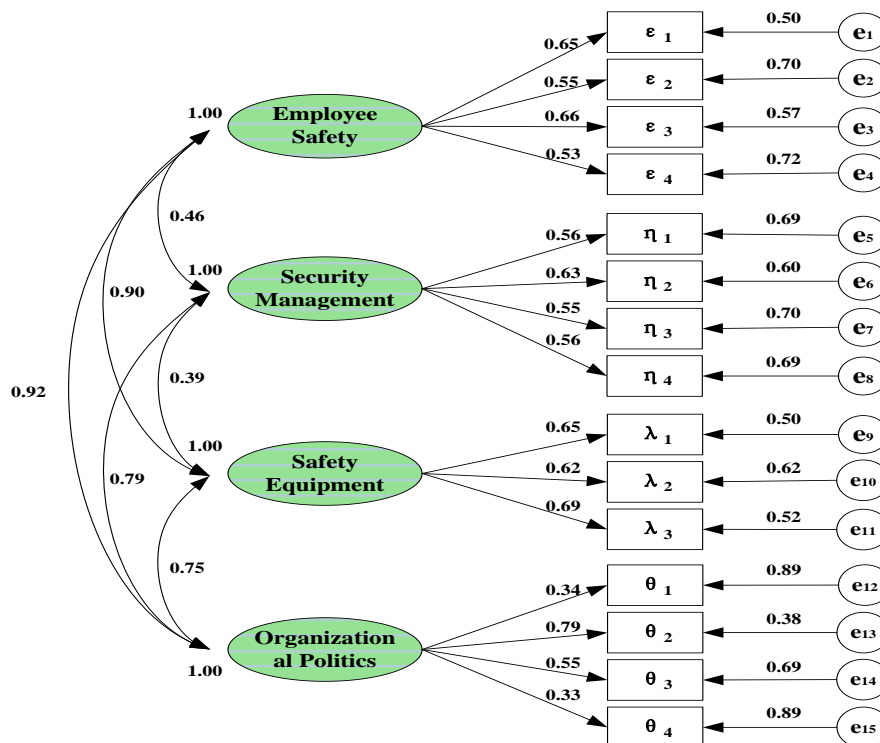 0.50
ε 1
e1
0.65
0.70
ε 2
e2
0.55
1.00
Employee
Safety
0.66
ε 3
0.57
e3
0.53
ε 4
0.72
e4
0.46
0.56
η 1
0.69
e5
1.00
Security
Management
0.63
η 2
0.60
e6
0.90
0.55
η 3
0.70
e7
0.56
η 4
0.69
e8
0.39
0.92
0.65
λ 1
0.50
e9
1.00
Safety
Equipment
0.62
λ 2
0.62
e10
0.79
0.69
λ 3
0.52
e11
0.75
0.34
θ 1
0.89
e12
Organization
al Politics
1.00
0.79
θ 2
0.38
e13
0.55
θ 3
0.69
e14
0.33
θ 4
0.89
e15